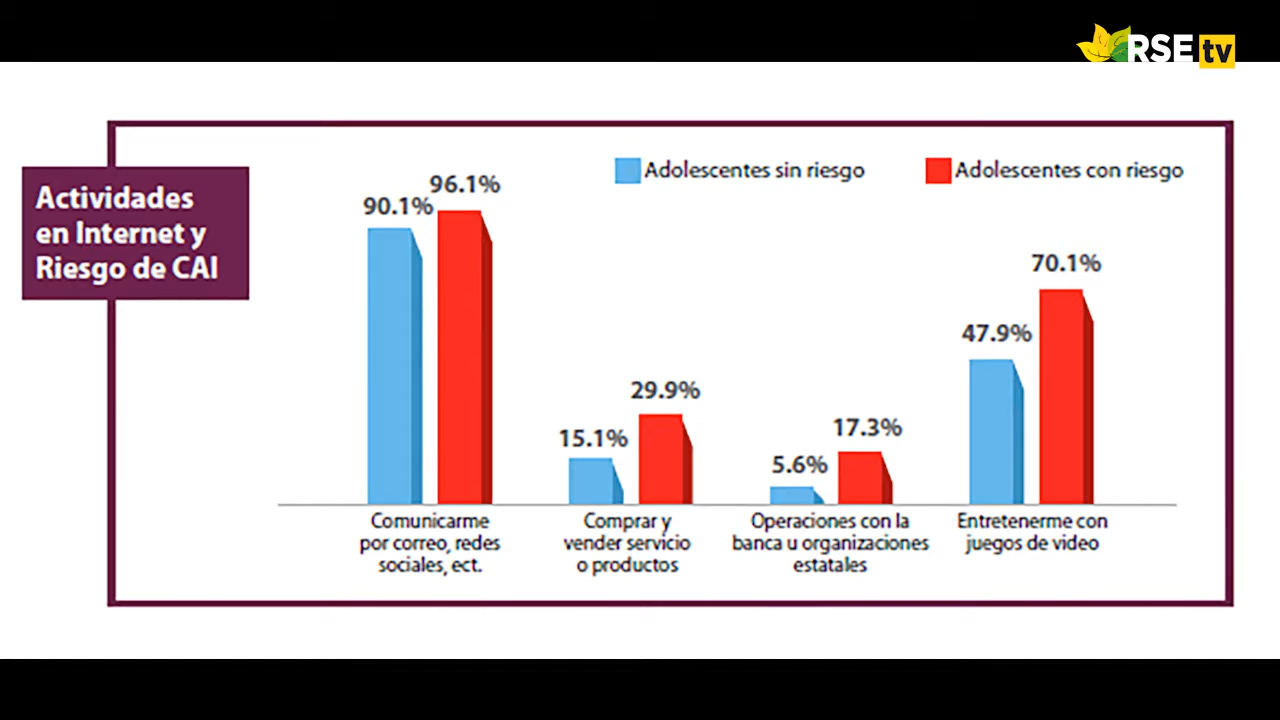 RSE tv
Actividades
en Internet y
Riesgo de CAI
Adolescentes sin riesgo
Adolescentes con riesgo
90.1%
96.1%
15.1%
29.9%
5.6%
17.3%
47.9%
70.1%
Comunicarme
por correo, redes
sociales, ect.
Comprar y
vender servicio
o productos
Operaciones con la
banca u organizaciones
estatales
Entretenerme con
juegos de video